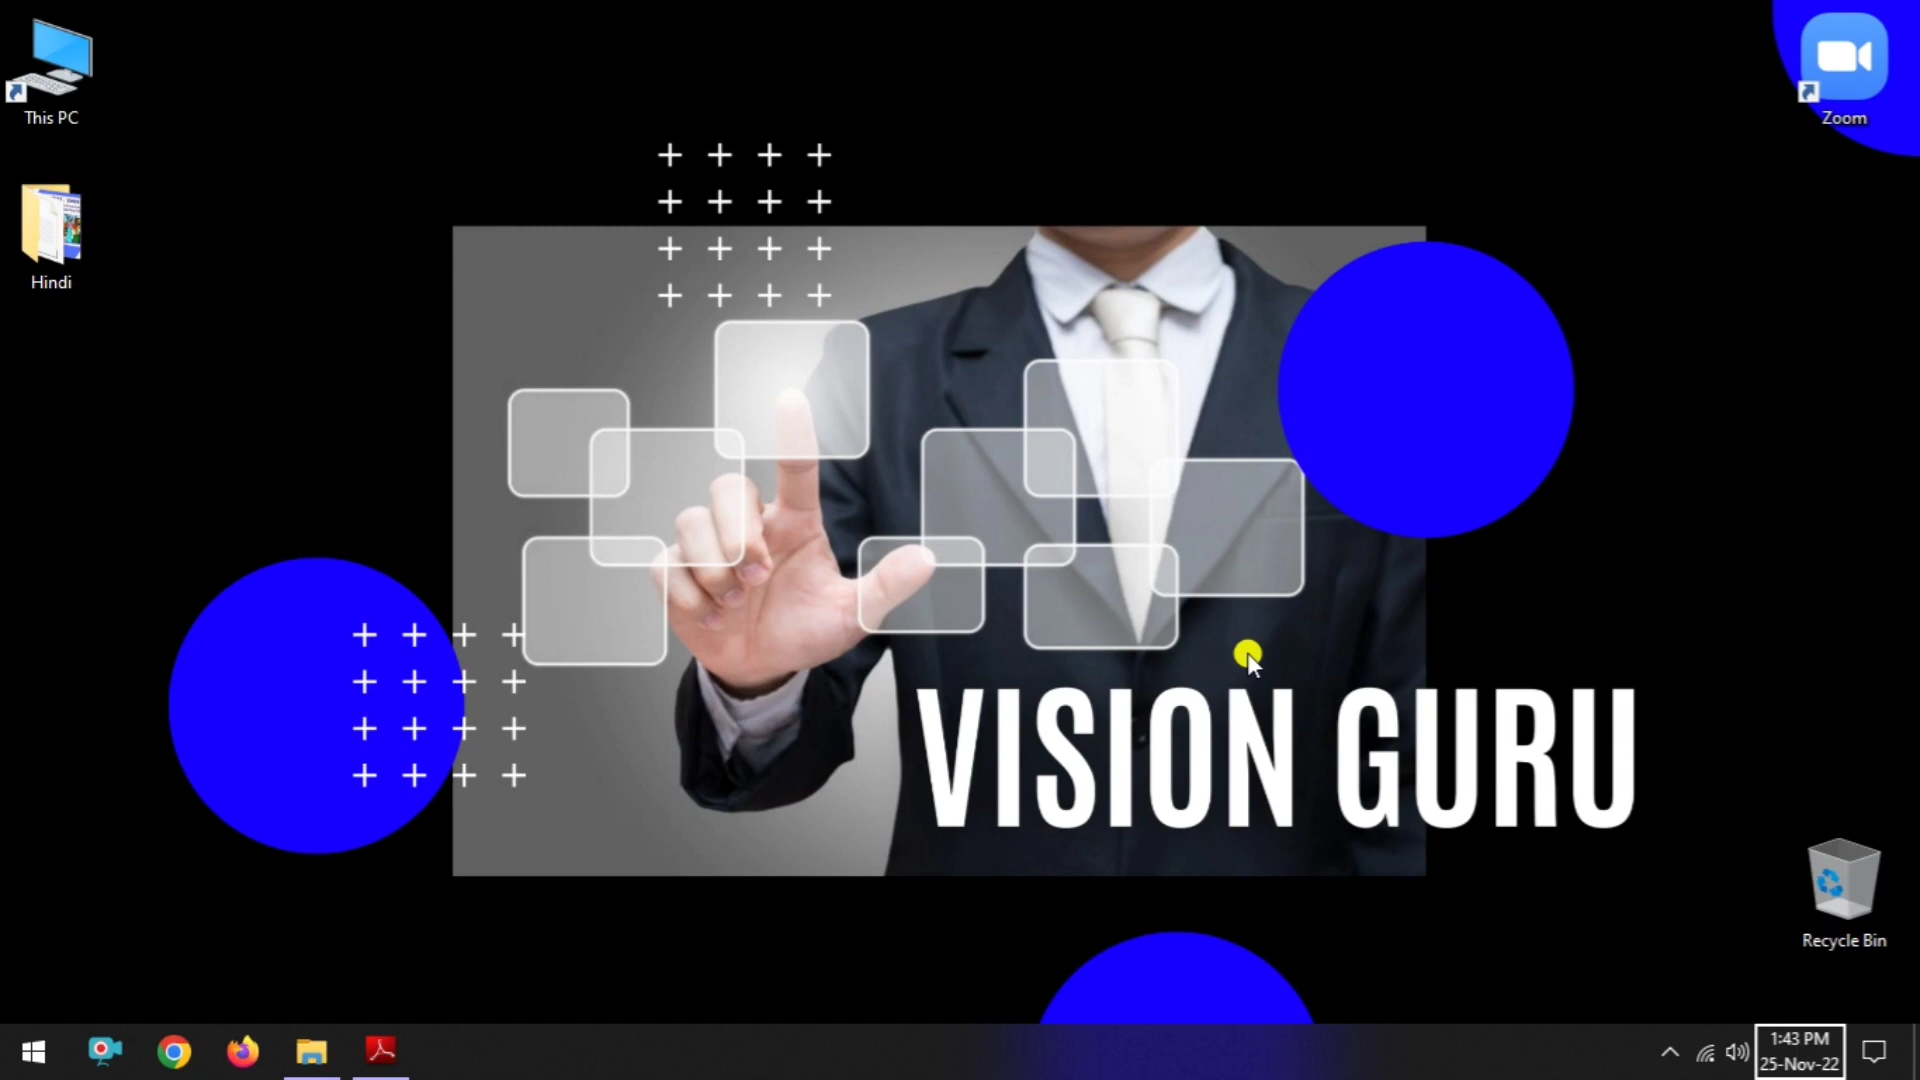 This PC
Zoom
Hindi
VISION GURU
Recycle Bin
1:43 PM
25-Nov-22